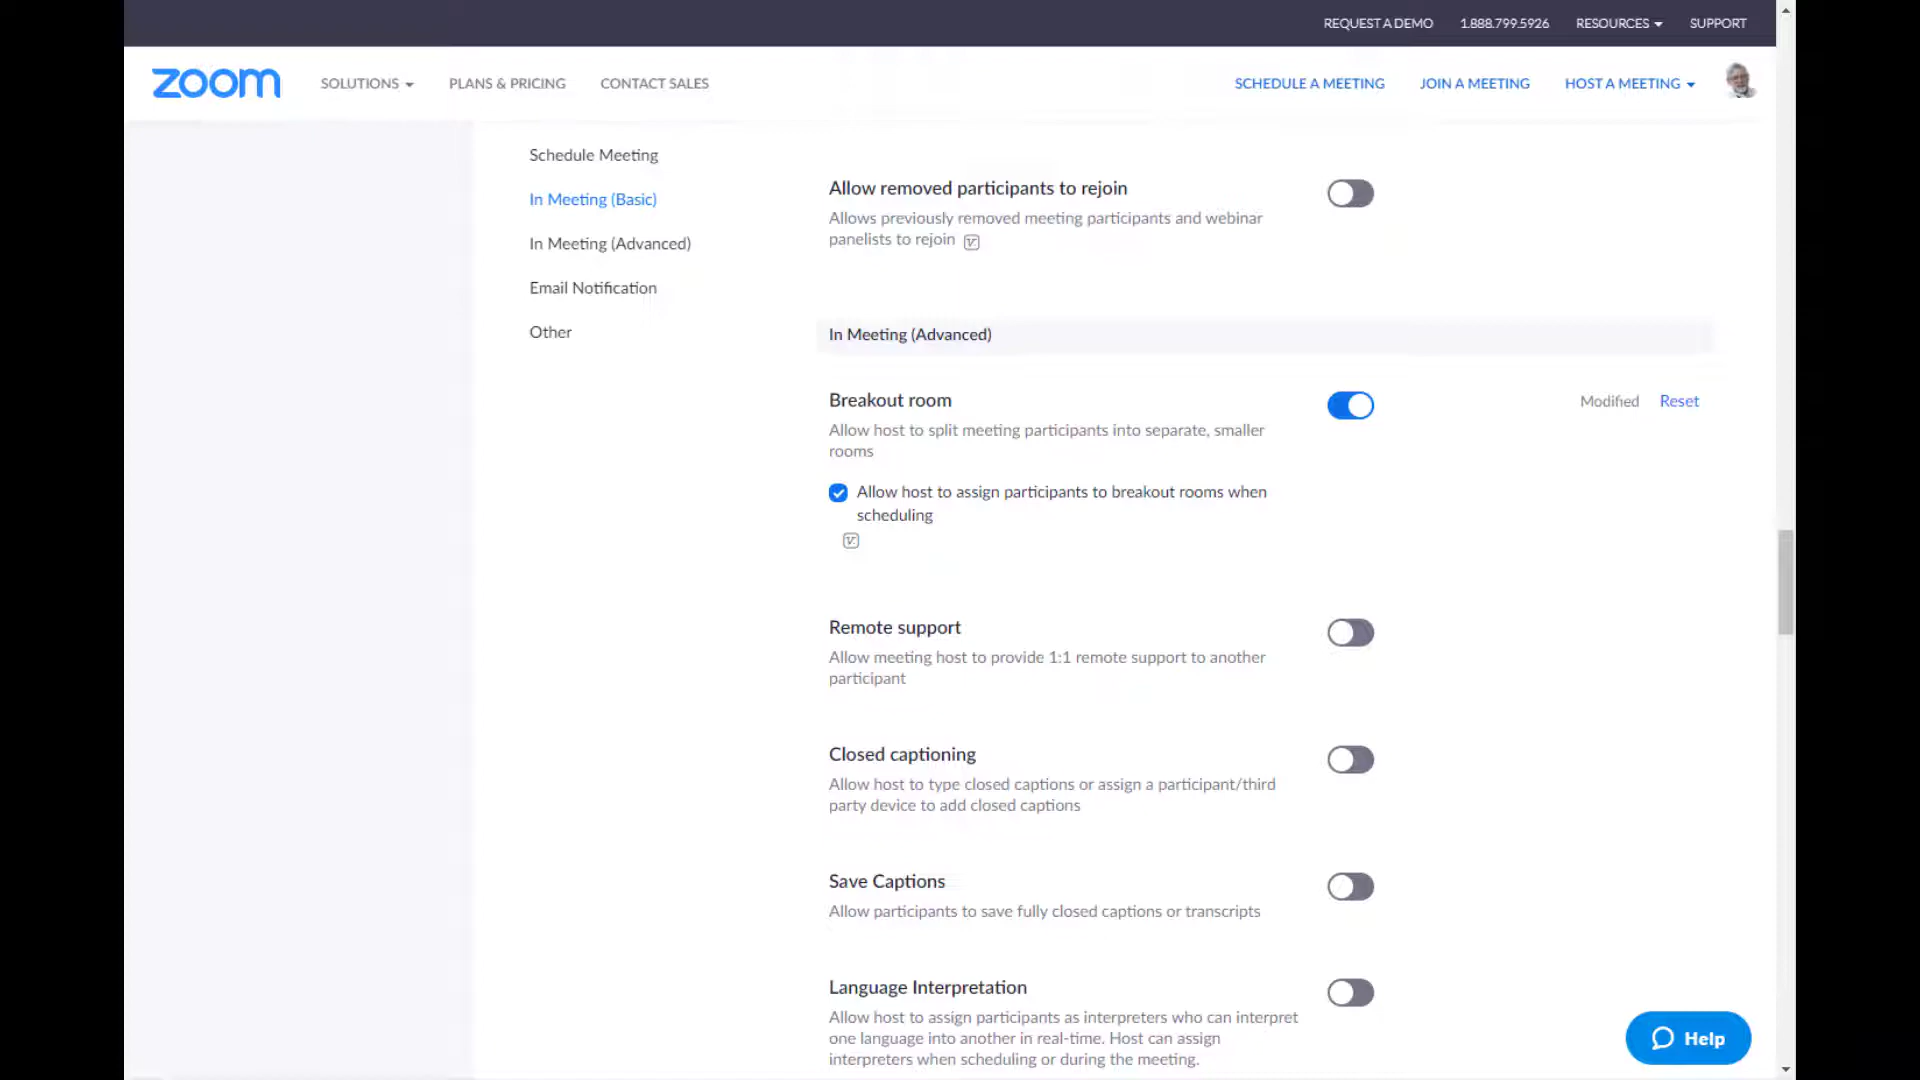 REQUEST A DEMO 1.888.799.5926 RESOURCES SUPPORT
zoom SOLUTIONS PLANS & PRICING CONTACT SALES SCHEDULE A MEETING JOIN A MEETING HOST A MEETING
Schedule Meeting
In Meeting (Basic)
In Meeting (Advanced)
Email Notification
Other
Allow removed participants to rejoin
Allows previously removed meeting participants and webinar
panelists to rejoin
In Meeting (Advanced)
Breakout room
Modified Reset
Allow host to split meeting participants into separate, smaller
rooms
Allow host to assign participants to breakout rooms when
scheduling
Remote support
Allow meeting host to provide 1:1 remote support to another
participant
Closed captioning
Allow host to type closed captions or assign a participant/third
party device to add closed captions
Save Captions
Allow participants to save fully closed captions or transcripts
Language Interpretation
Allow host to assign participants as interpreters who can interpret
one language into another in real-time. Host can assign
interpreters when scheduling or during the meeting.
Help